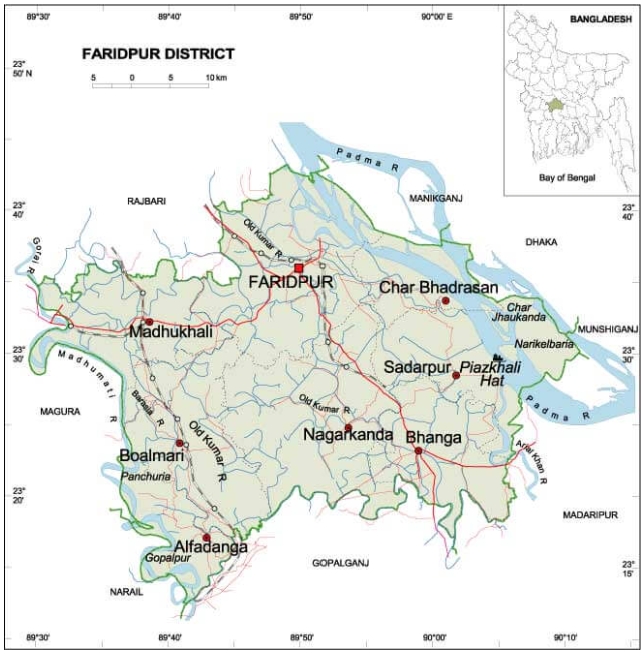 89°30'
89°40'
89°50'
90°00' E
BANGLADESH
Bay of Bengal
FARIDPUR DISTRICT
5 0 5 10 km
23°
50' N
Padma R
MANIKGANJ
RAJBARI
23°
40'
23°
40'
DHAKA
Old Kumar R
Gorai R
FARIDPUR
Char Bhadrasan
Char
Jhaukanda
MUNSHIGANJ
Madhukhali
Narikelbaria
23°
30'
23°
30'
Madhumati R
Sadarpur
Piazkhali
Hat
Padma R
MAGURA
Barasia R
Old Kumar R
Old Kumar R
Nagarkanda
Bhanga
Arial Khan R
Boalmari
Panchuria
23°
20'
MADARIPUR
Alfadanga
Gopalpur
GOPALGANJ
23°
15'
NARAIL
89°30'
89°40'
89°50'
90°00'
90°10'